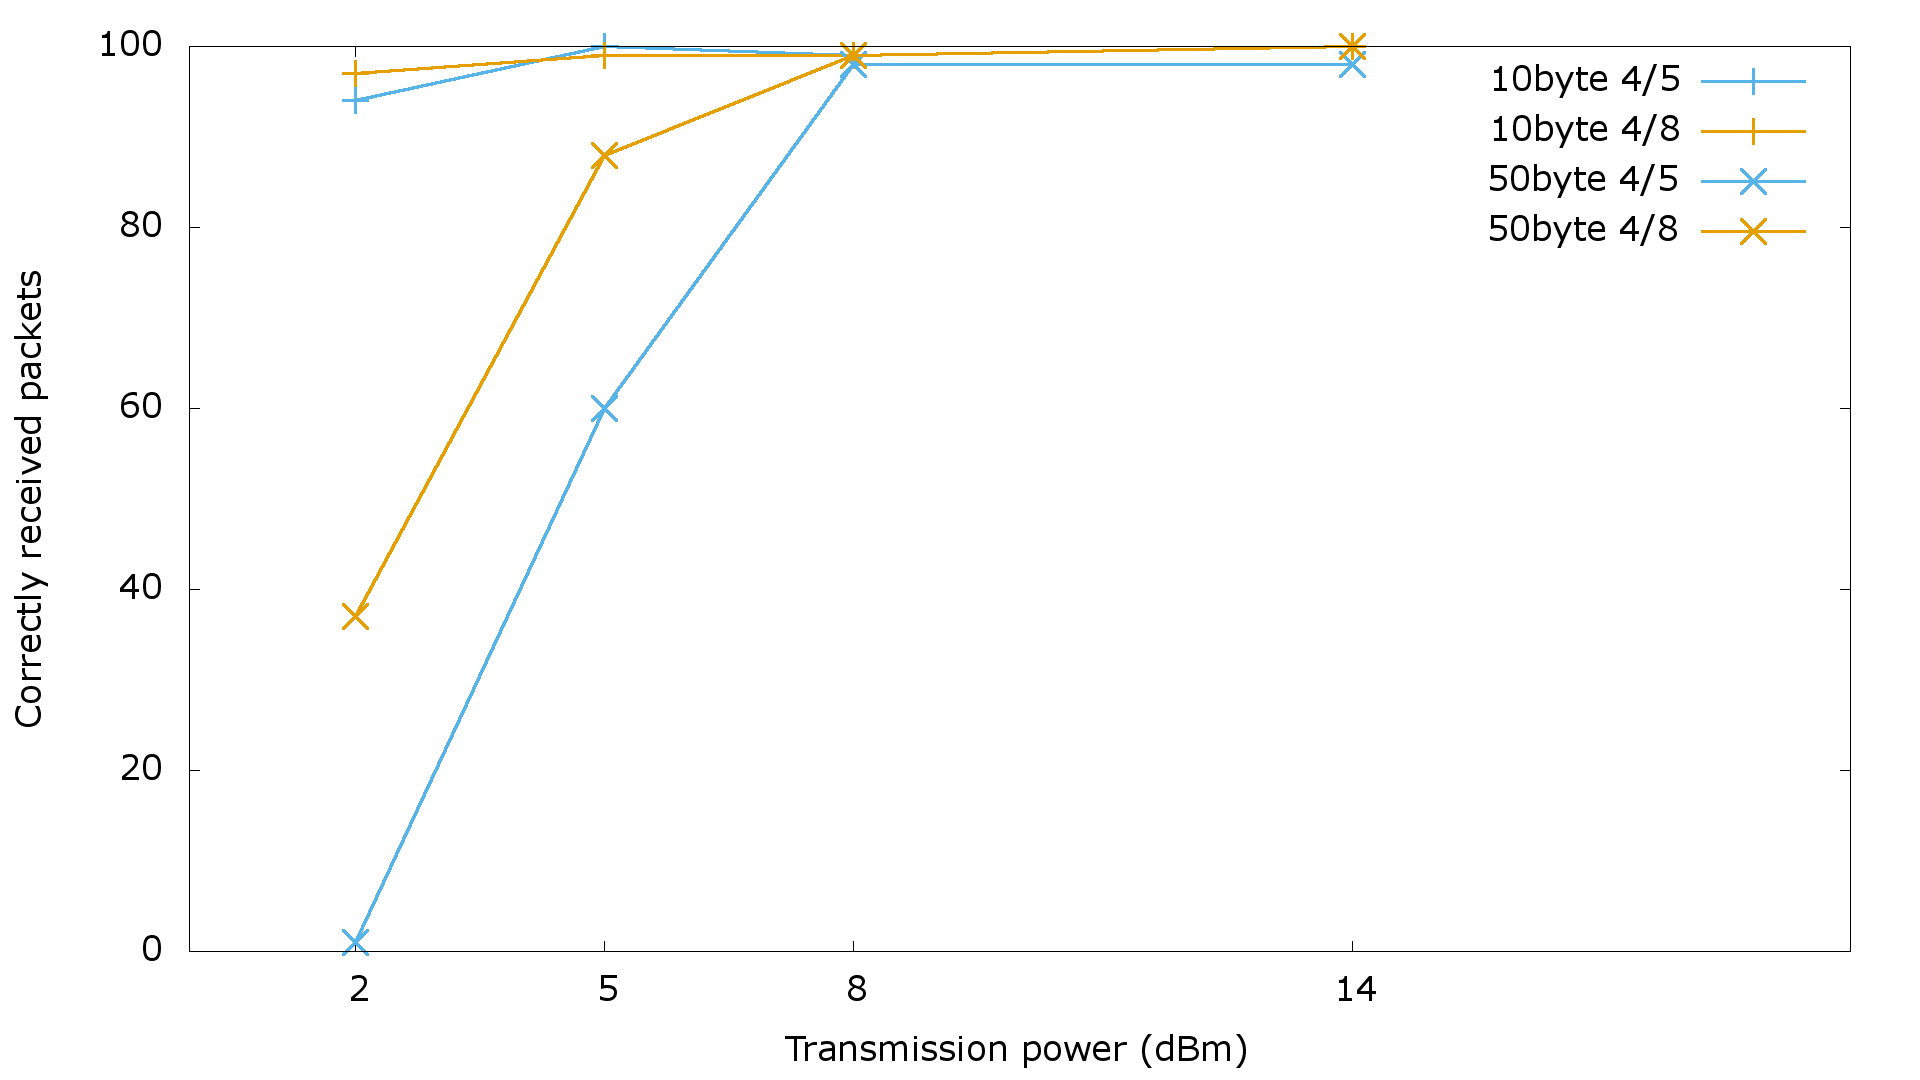 100
80
60
40
20
0
Correctly received packets
10byte 4/5
10byte 4/8
50byte 4/5
50byte 4/8
2 5 8 14
Transmission power (dBm)